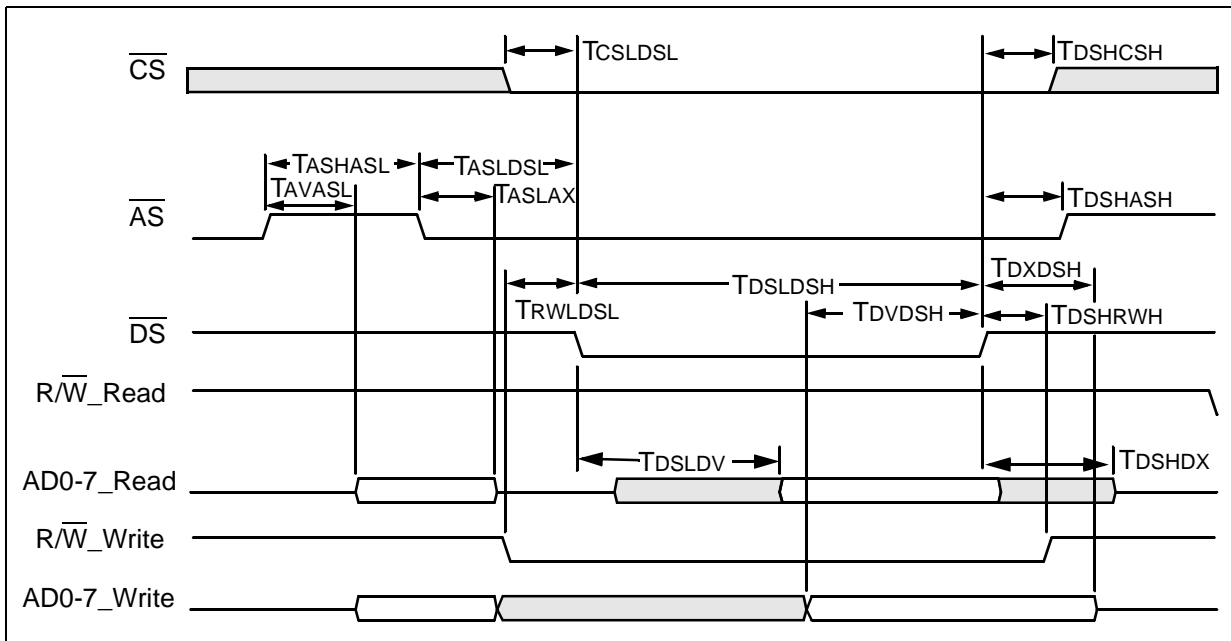 TCSLDSL
TDSHCSH
CS
TASHASL
TASLDSL
TAVASL
TASLAX
TDSHASH
AS
TDXDSH
TDSLDSH
TRWLDSL
TDVDSH
TDSHRWH
DS
R/W_Read
TDSLDV
TDSHDX
AD0-7_Read
R/W_Write
AD0-7_Write